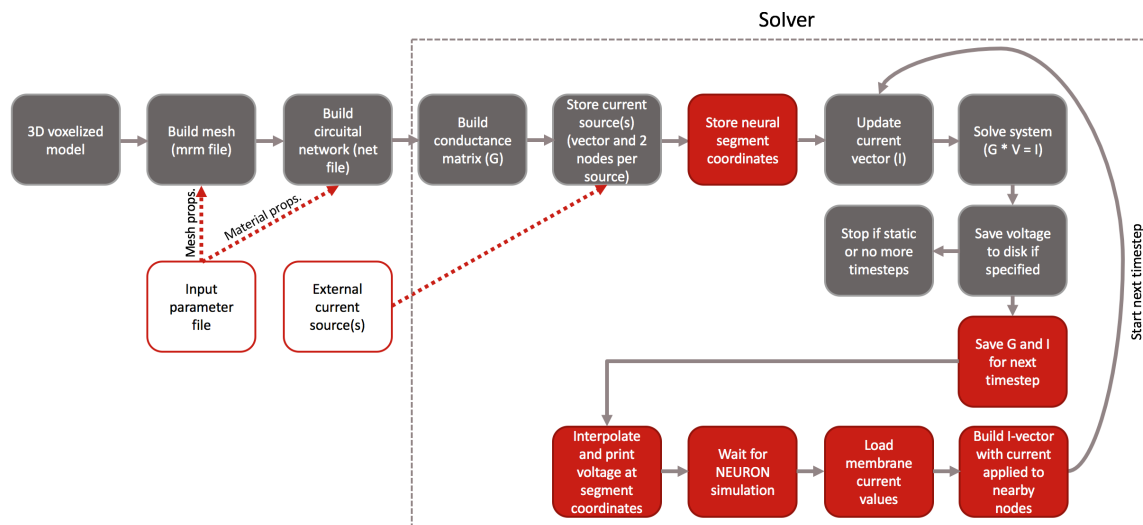 Solver
3D voxelized
model
Build mesh
(mrm file)
Build
circuital
network (net
file)
Build
conductance
matrix (G)
Store current
source(s)
(vector and 2
nodes per
source)
Store neural
segment
coordinates
Update
current
vector (I)
Solve system
(G * V = I)
Mesh props.
Material props.
Stop if static
or no more
timesteps
Save voltage
to disk if
specified
Start next timestep
Input
parameter
file
External
current
source(s)
Save G and I
for next
timestep
Interpolate
and print
voltage at
segment
coordinates
Wait for
NEURON
simulation
Load
membrane
current
values
Build I-vector
with current
applied to
nearby
nodes